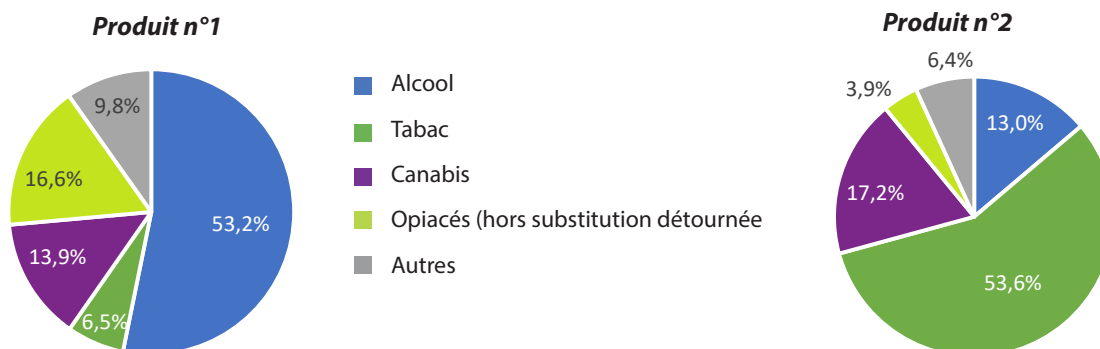 Produit n°1
9,8%
16,6%
53,2%
13,9%
6,5%
Alcool
Tabac
Canabis
Opiacés (hors substitution détournée
Autres
Produit n°2
6,4%
3,9%
13,0%
17,2%
53,6%